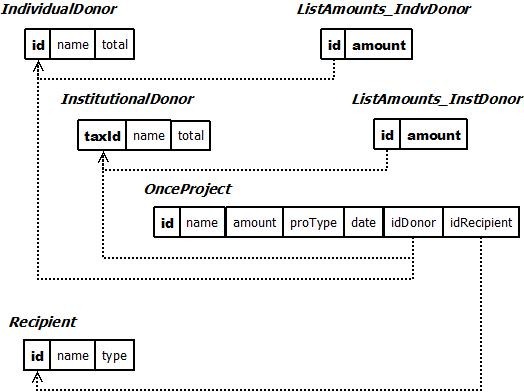 IndividualDonor ListAmounts_IndvDonor
id name total id amount
InstitutionalDonor ListAmounts_InstDonor
taxId name total id amount
OnceProject
id name amount proType date idDonor idRecipient
Recipient
id name type